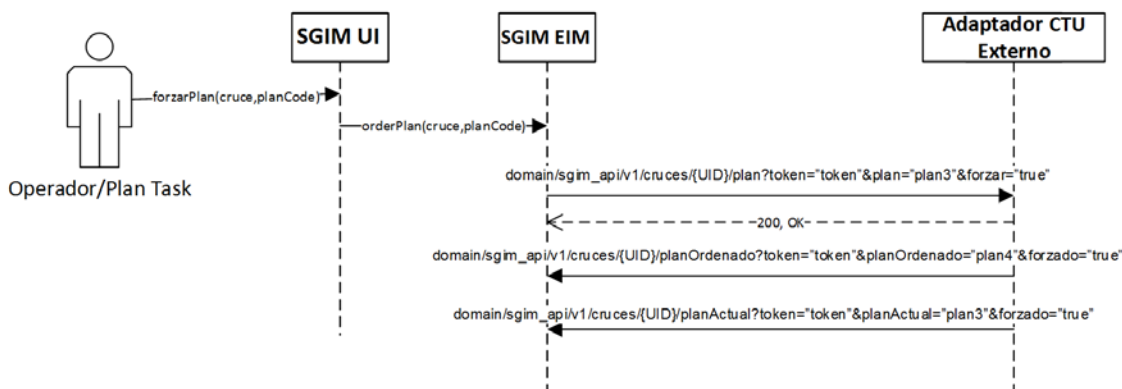 SGIM UI
SGIM EIM
Adaptador CTU
Externo
forzarPlan(cruce,planCode)
orderPlan(cruce,planCode)
Operador/Plan Task
domain/sgim_api/v1/cruces/{UID}/plan?token="token"&plan="plan3"&forzar="true"
200, OK
domain/sgim_api/v1/cruces/{UID}/planOrdenado?token="token"&planOrdenado="plan4"&forzado="true"
domain/sgim_api/v1/cruces/{UID}/planActual?token="token"&planActual="plan3"&forzado="true"